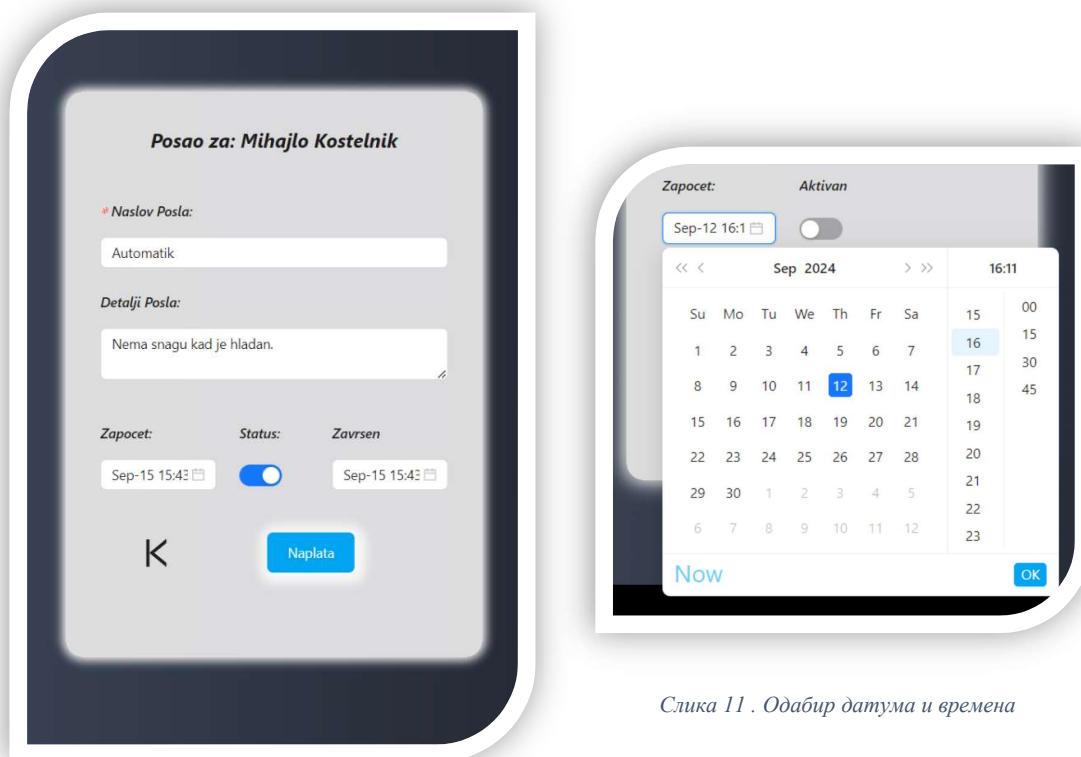 Posao za: Mihajlo Kostelnik
* Naslov Posla:
Automatik
Detalji Posla:
Nema snagu kad je hladan.
Zapocet: Status: Zavrsen
Sep-15 15:43 Sep-15 15:43
Naplata
Zapocet: Aktivan
Sep-12 16:1
Sep 2024 16:11
Su Mo Tu We Th Fr Sa
1 2 3 4 5 6 7
8 9 10 11 12 13 14
15 16 17 18 19 20 21
22 23 24 25 26 27 28
29 30 1 2 3 4 5
6 7 8 9 10 11 12
15
16
17
18
19
20
21
22
23
00
15
30
45
Now OK
Слика 11 . Одабир датума и времена